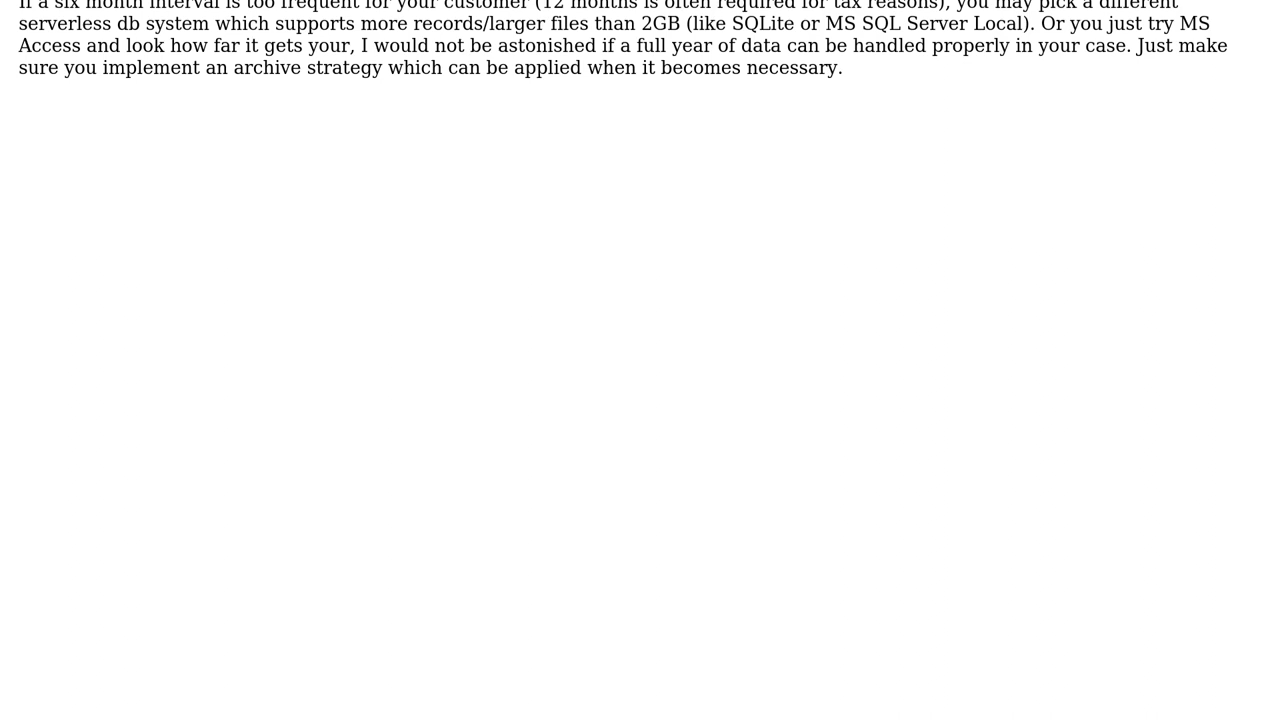 If a six month interval is too frequent for your customer (12 months is often required for tax reasons), you may pick a different
serverless db system which supports more records/larger files than 2GB (like SQLite or MS SQL Server Local). Or you just try MS
Access and look how far it gets your, I would not be astonished if a full year of data can be handled properly in your case. Just make
sure you implement an archive strategy which can be applied when it becomes necessary.